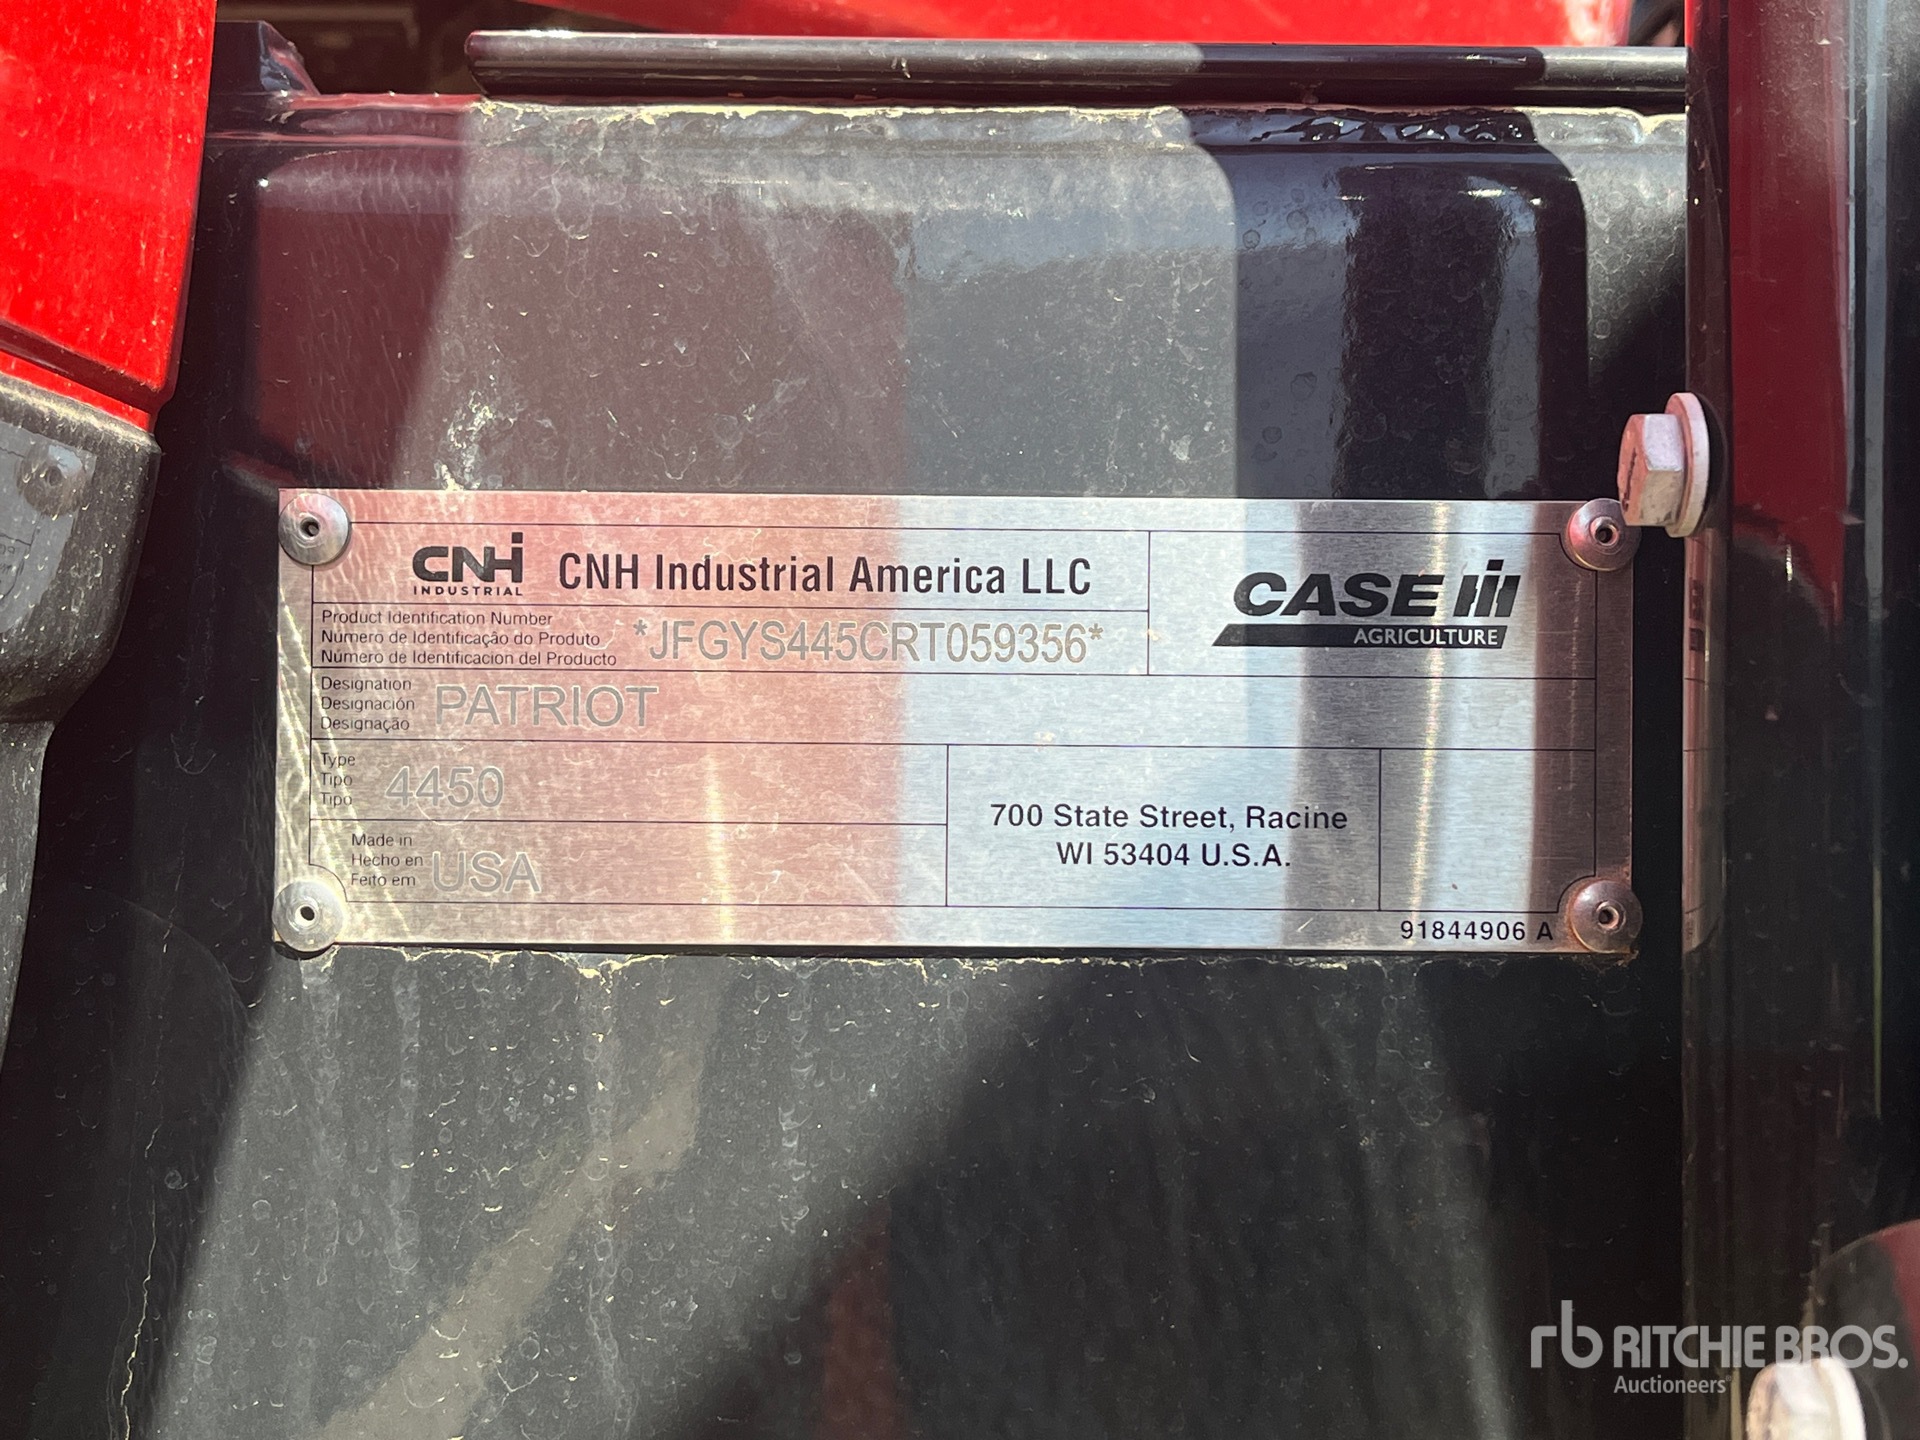 CNH
INDUSTRIAL
CNH Industrial America LLC
CASE IH
AGRICULTURE
Product Identification Number
Número de Identificação do Produto
Número de Identificacion del Producto
*JFGYS445CRT059356*
Designation
Designación
Designação
PATRIOT
Type
Tipo
Tipo
4450
Made in
Hecho en
Feito em
USA
700 State Street, Racine
WI 53404 U.S.A.
91844906 A
rb RITCHIE BROS.
Auctioneers